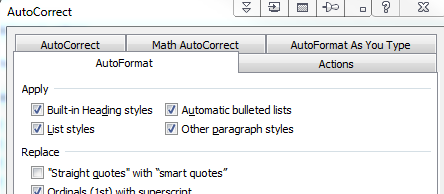 AutoCorrect
AutoCorrect Math AutoCorrect AutoFormat As You Type
AutoFormat Actions
Apply
Built-in Heading styles Automatic bulleted lists
List styles Other paragraph styles
Replace
"Straight quotes" with “smart quotes”
Ordinals (1st) with superscript